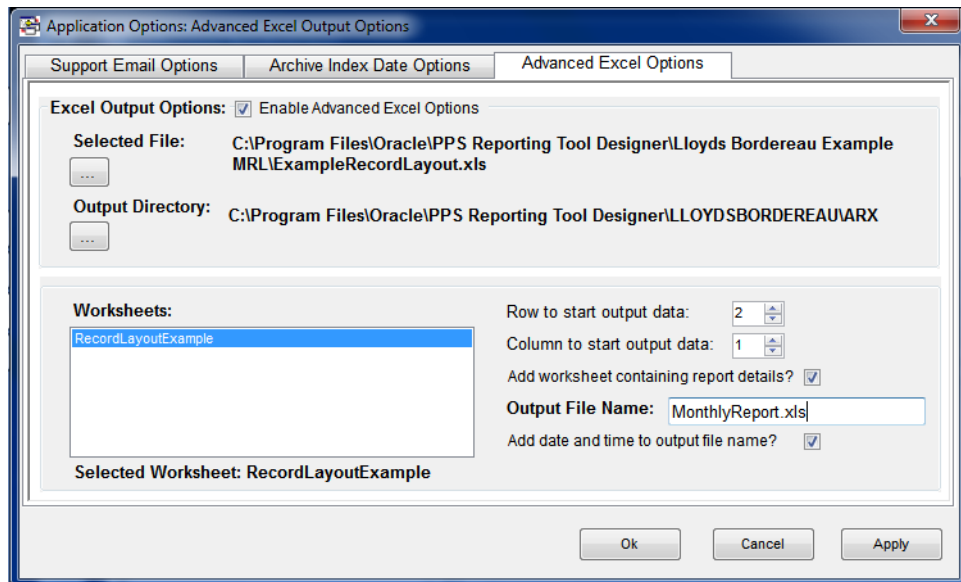 Application Options: Advanced Excel Output Options
Support Email Options
Archive Index Date Options
Advanced Excel Options
Excel Output Options: Enable Advanced Excel Options
Selected File:
C:\Program Files\Oracle\PPS Reporting Tool Designer\Lloyds Bordereau Example
MRL\ExampleRecordLayout.xls
...
Output Directory:
C:\Program Files\Oracle\PPS Reporting Tool Designer\LLOYDSBORDEREAU\ARX
...
Worksheets:
RecordLayoutExample
Selected Worksheet: RecordLayoutExample
Row to start output data: 2
Column to start output data: 1
Add worksheet containing report details?
Output File Name: MonthlyReport.xls
Add date and time to output file name?
Ok
Cancel
Apply